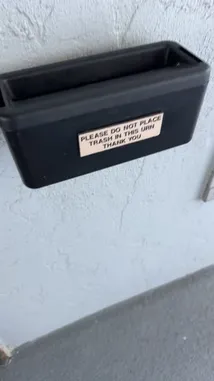 PLEASE DO NOT PLACE
TRASH IN THIS URN
THANK YOU